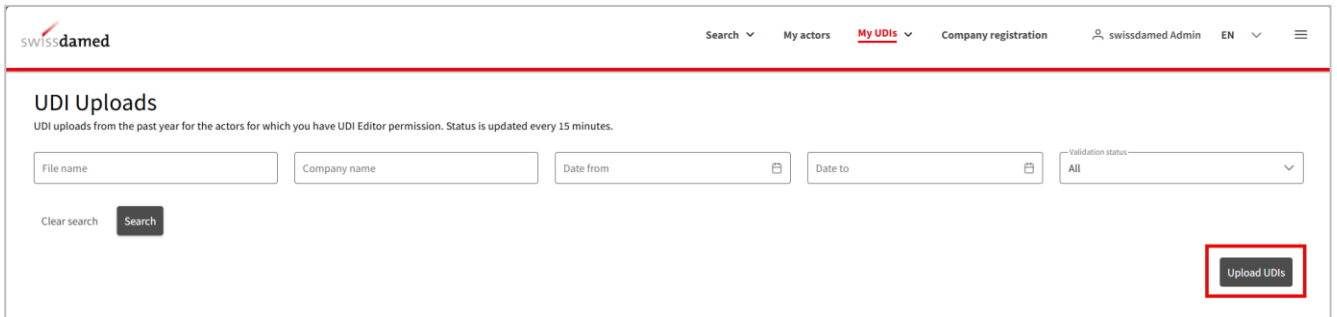 swissdamed
Search My actors My UDIs Company registration swissdamed Admin EN
UDI Uploads
UDI uploads from the past year for the actors for which you have UDI Editor permission. Status is updated every 15 minutes.
File name Company name Date from Date to Validation status
All
Clear search Search
Upload UDIs